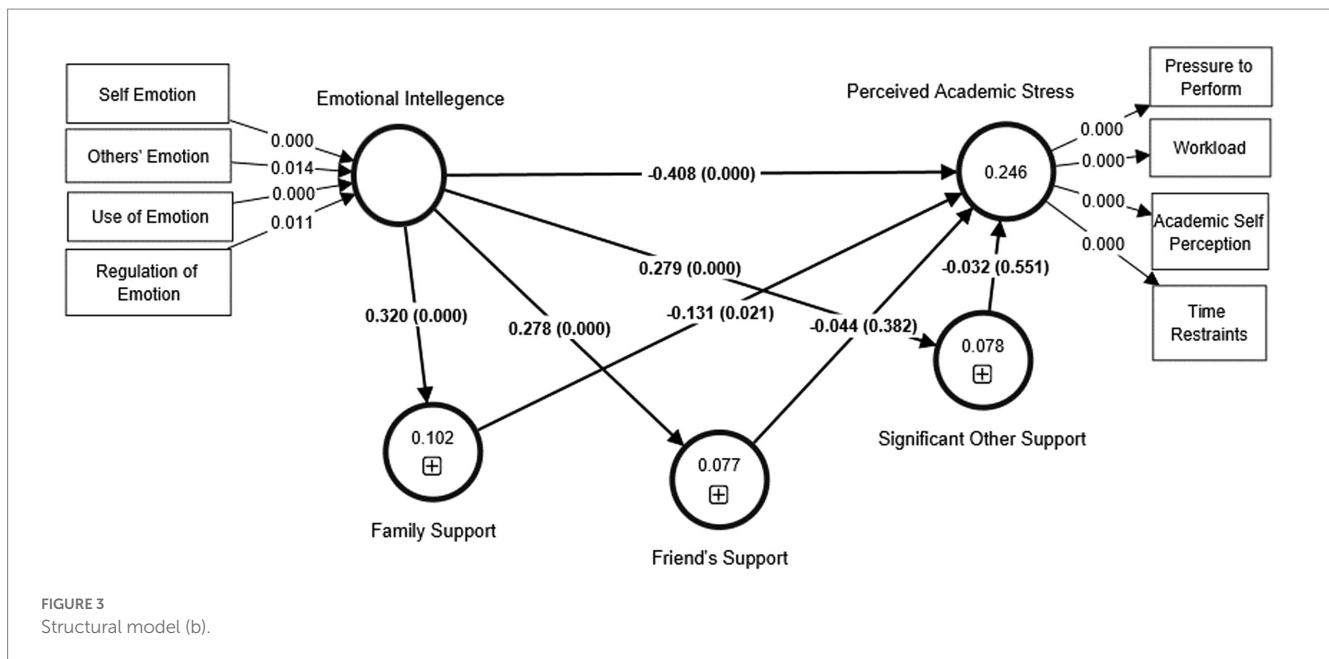 Self Emotion
Others' Emotion
Use of Emotion
Regulation of
Emotion
0.000
0.014
0.000
0.011
Emotional Intellegence
Perceived Academic Stress
0.246
-0.408 (0.000)
0.279 (0.000)
-0.032 (0.551)
0.320 (0.000)
0.278 (0.000)
-0.131 (0.021)
-0.044 (0.382)
0.000
0.000
0.000
0.000
Pressure to
Perform
Workload
Academic Self
Perception
Time
Restraints
0.078
Significant Other Support
0.102
Family Support
0.077
Friend's Support
FIGURE 3
Structural model (b).